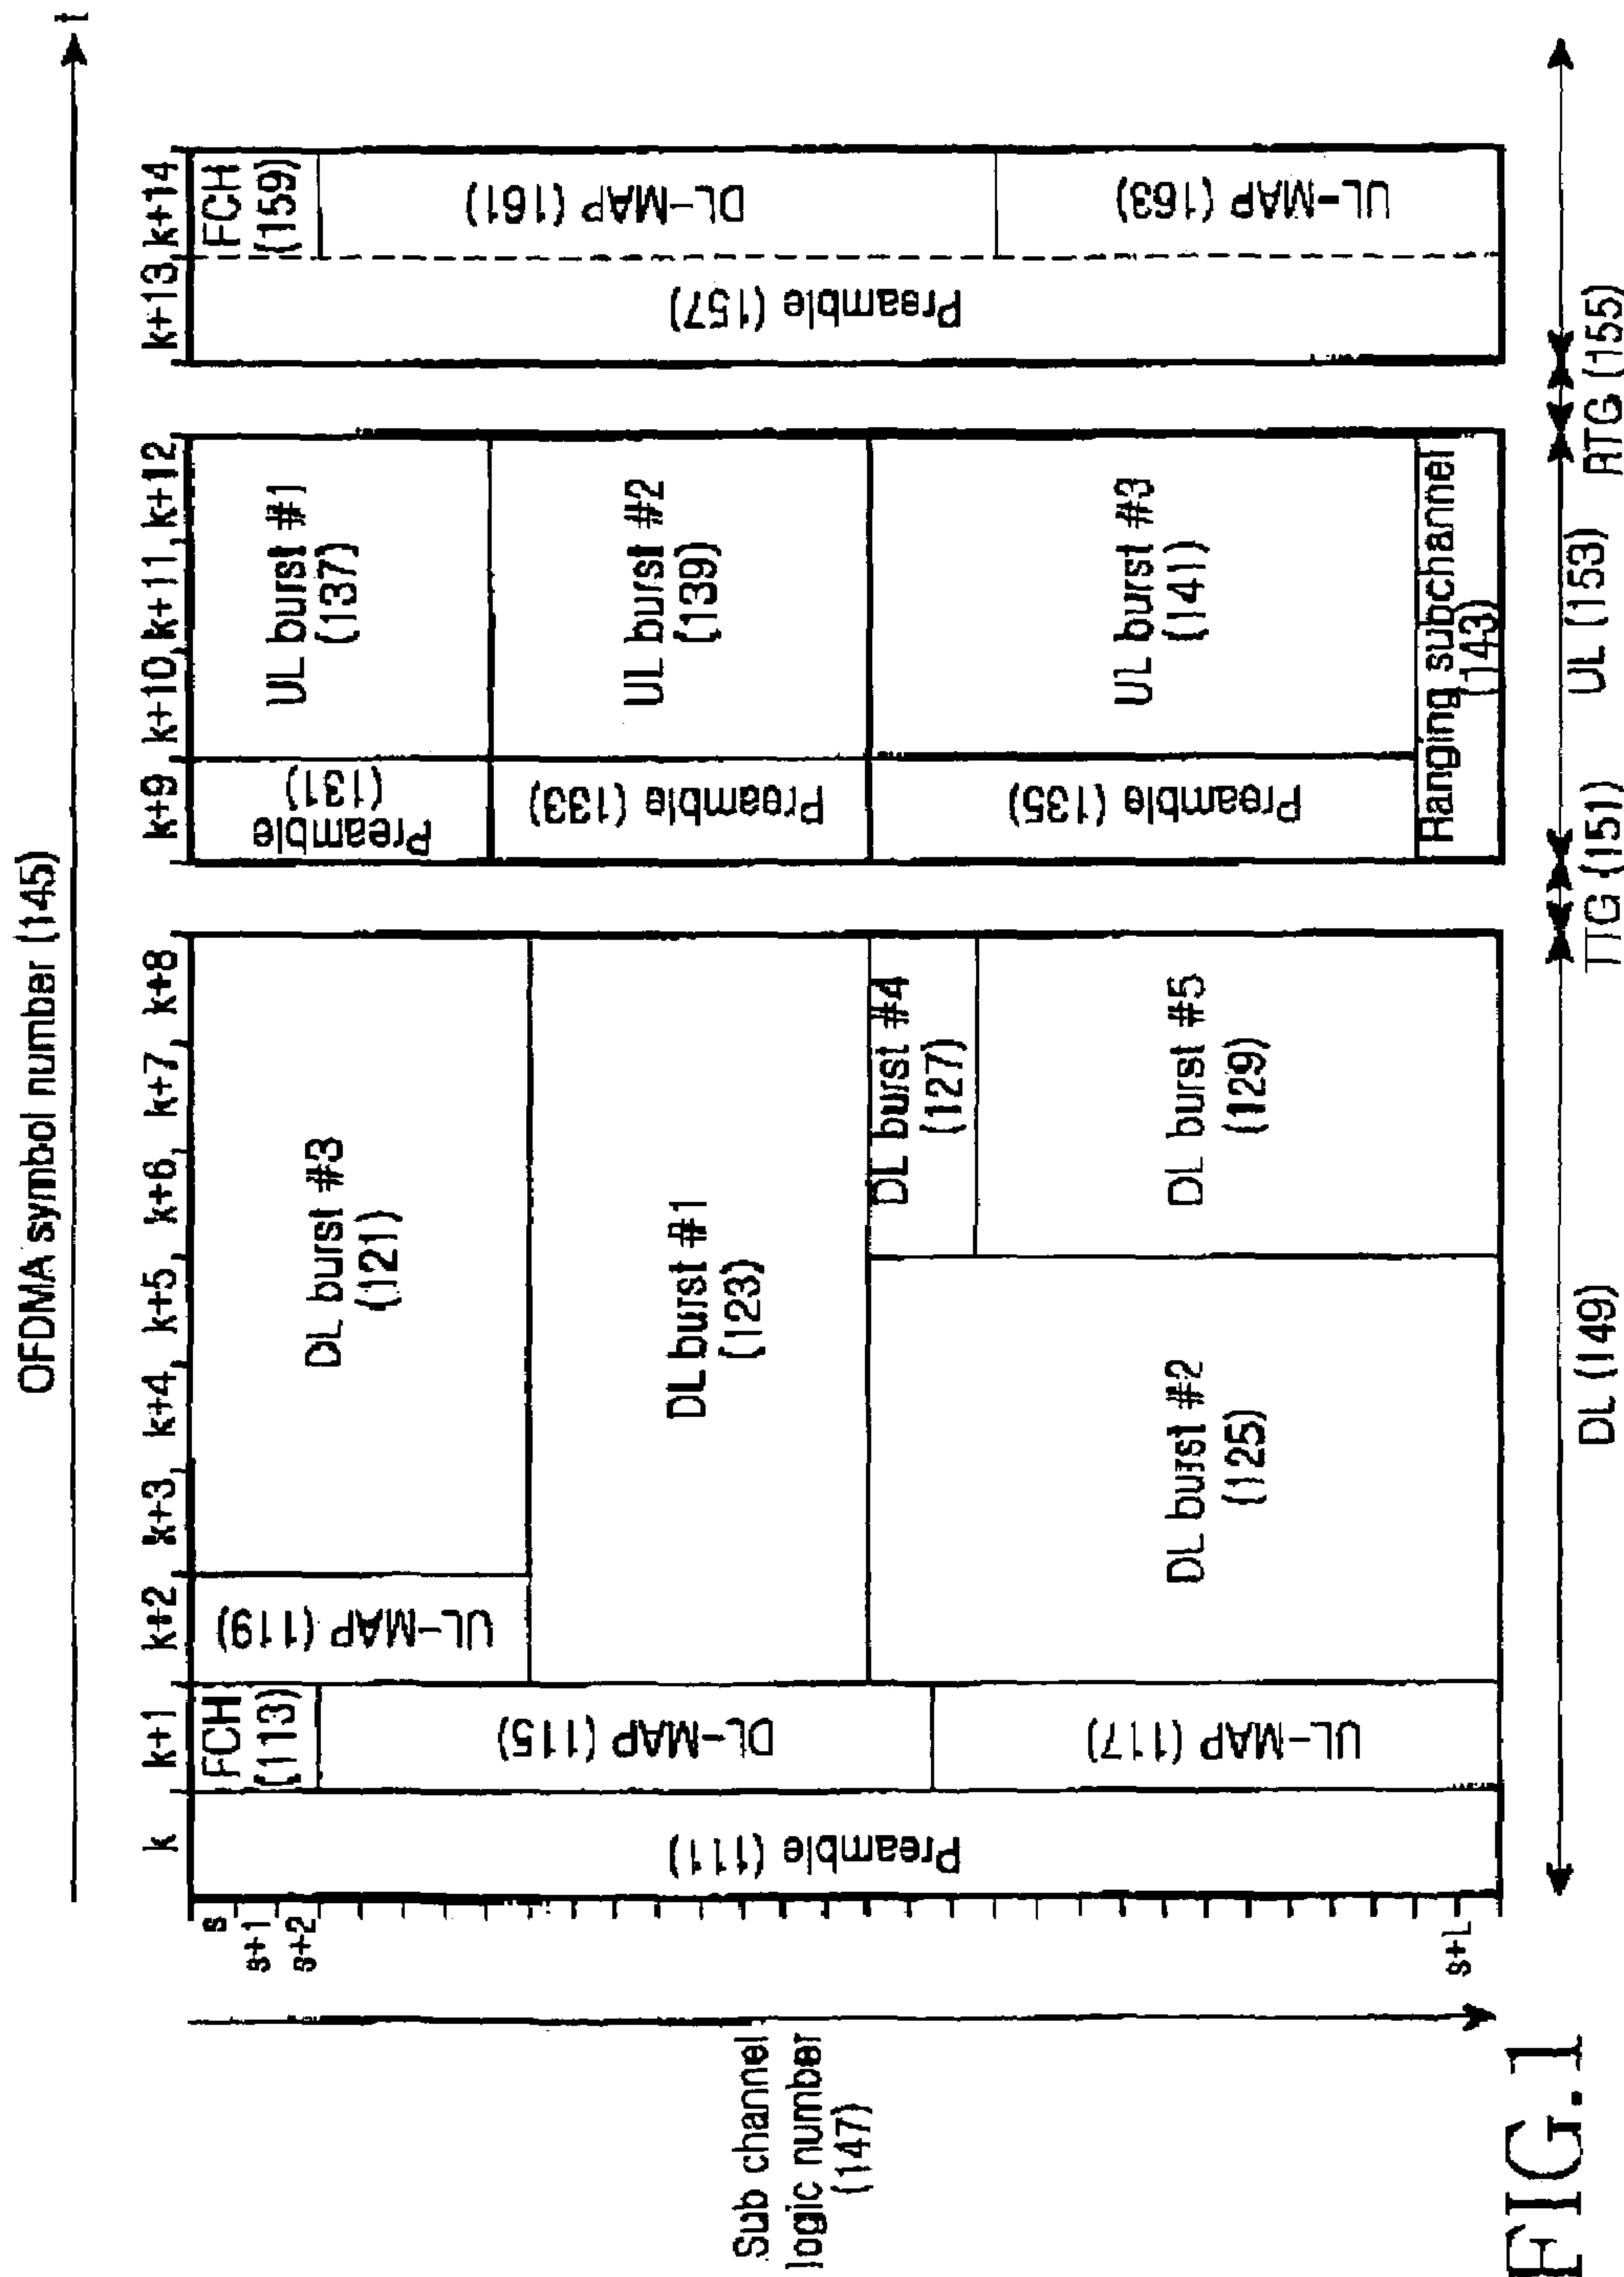 OFDMA symbol number (145)
t
k
k+1
k+2
k+3
k+4
k+5
k+6
k+7
k+8
k+9
k+10
k+11
k+12
k+13
k+14
Sub channel
logic number
(147)
s
s+1
s+2
s+L
Preamble (111)
FCH
(113)
DL-MAP (115)
UL-MAP (117)
UL-MAP (119)
DL burst #3
(121)
DL burst #1
(123)
DL burst #2
(125)
DL burst #4
(127)
DL burst #5
(129)
Preamble
(131)
Preamble (133)
Preamble (135)
UL burst #1
(137)
UL burst #2
(139)
UL burst #3
(141)
Ranging subchannel
(143)
Preamble (157)
FCH
(159)
DL-MAP (161)
UL-MAP (163)
DL (149)
TTG (151)
UL (153)
RTG (155)
FIG.1